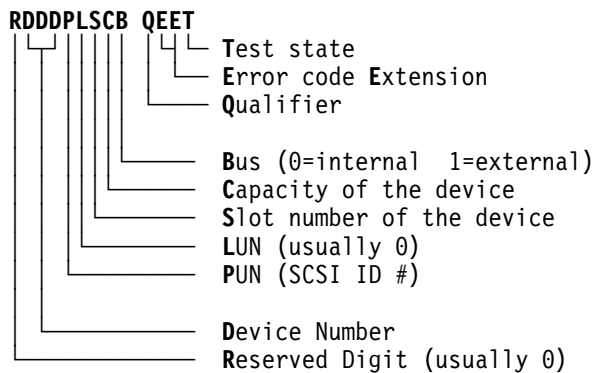 RDDDPLSCB QEET
Test state
Error code Extension
Qualifier
Bus (0=internal 1=external)
Capacity of the device
Slot number of the device
LUN (usually 0)
PUN (SCSI ID #)
Device Number
Reserved Digit (usually 0)